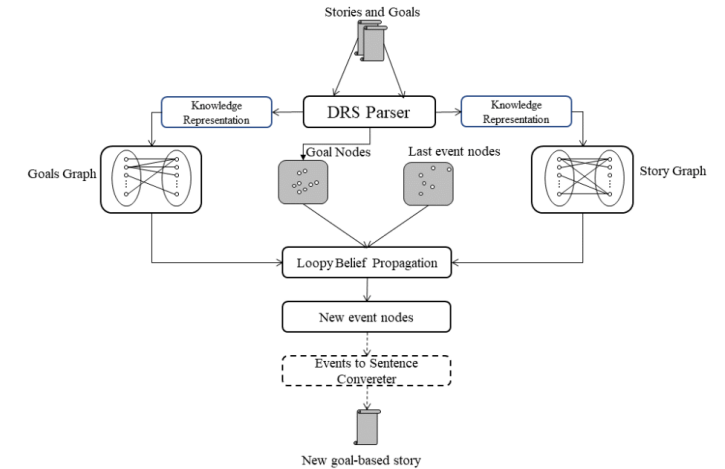 Stories and Goals
Knowledge
Representation
DRS Parser
Knowledge
Representation
Goals Graph
Goal Nodes
Last event nodes
Story Graph
Loopy Belief Propagation
New event nodes
Events to Sentence
Convereter
New goal-based story